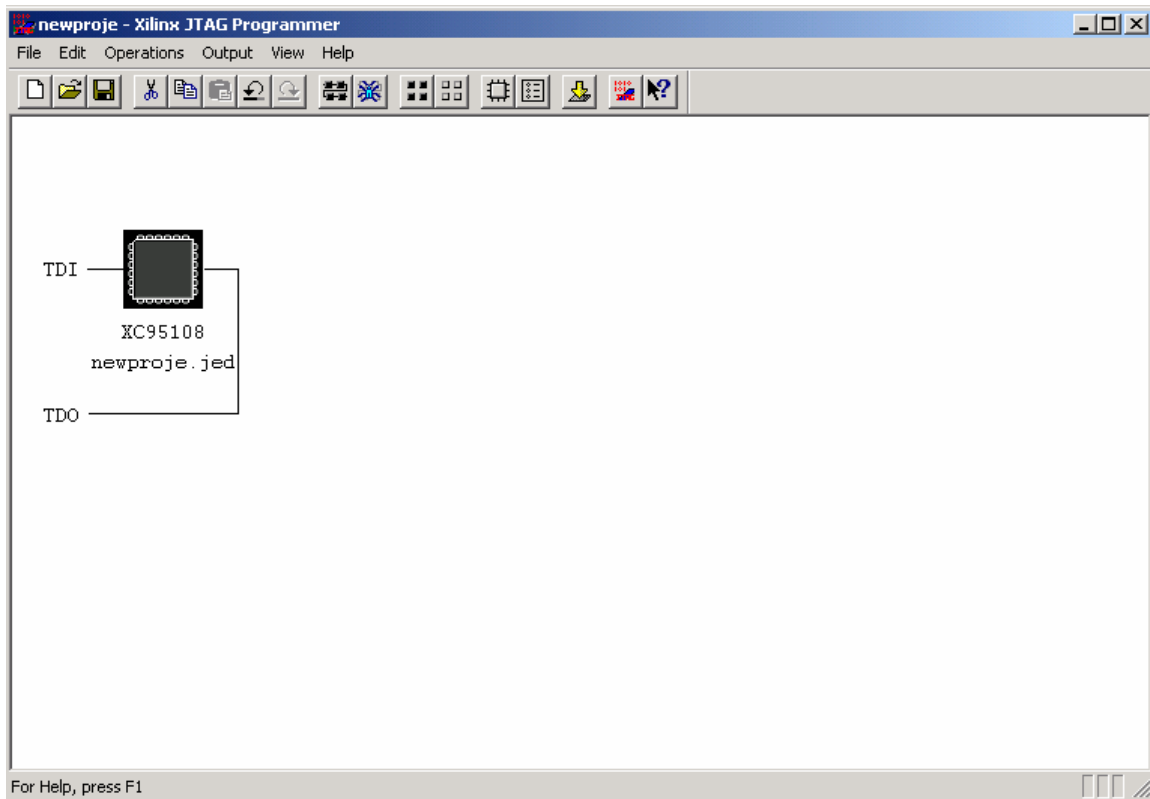 newproje - Xilinx JTAG Programmer
File Edit Operations Output View Help
TDI
XC95108
newproje.jed
TDO
For Help, press F1